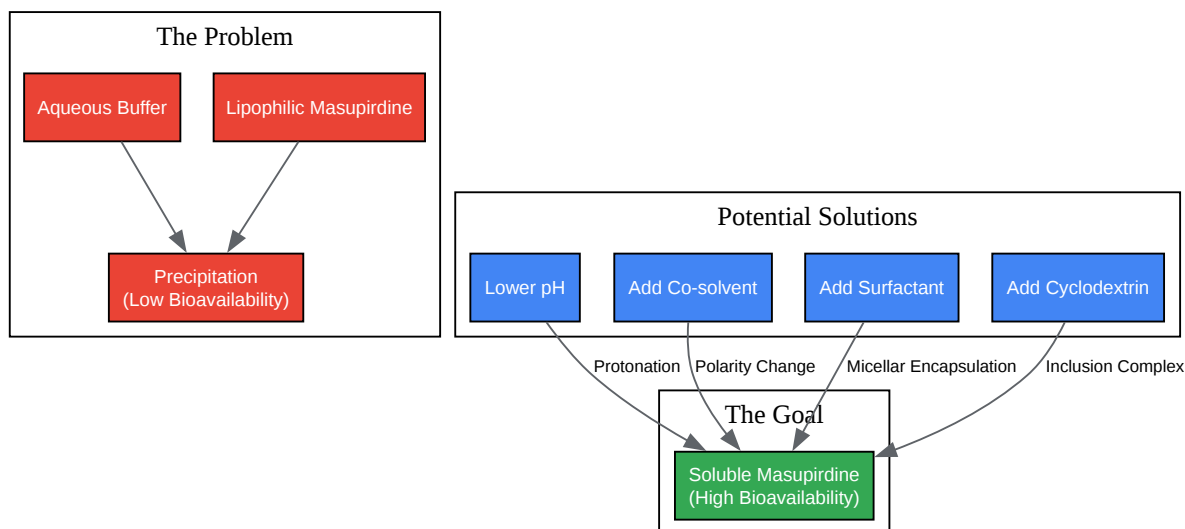 The Problem
Aqueous Buffer
Lipophilic Masupirdine
Precipitation
(Low Bioavailability)
Potential Solutions
Lower pH
Add Co-solvent
Add Surfactant
Add Cyclodextrin
Protonation
Polarity Change
Micellar Encapsulation
Inclusion Complex
The Goal
Soluble Masupirdine
(High Bioavailability)